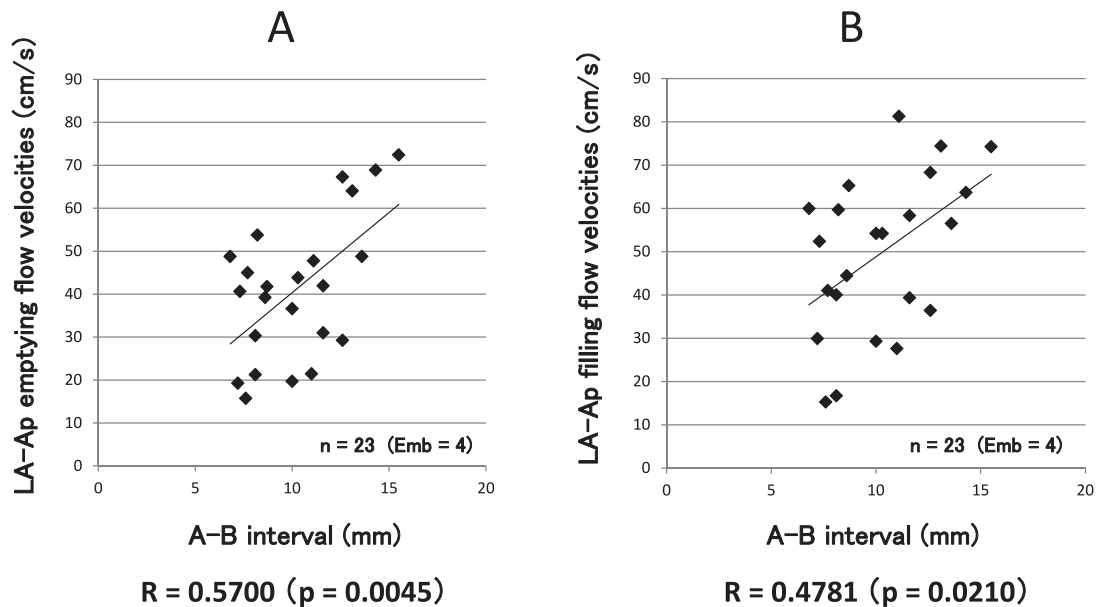 A
LA-Ap emptying flow velocities (cm/s)
90
80
70
60
50
40
30
20
10
0
n = 23 (Emb = 4)
0 5 10 15 20
A-B interval (mm)
R = 0.5700 (p = 0.0045)
B
LA-Ap filling flow velocities (cm/s)
90
80
70
60
50
40
30
20
10
0
n = 23 (Emb = 4)
0 5 10 15 20
A-B interval (mm)
R = 0.4781 (p = 0.0210)